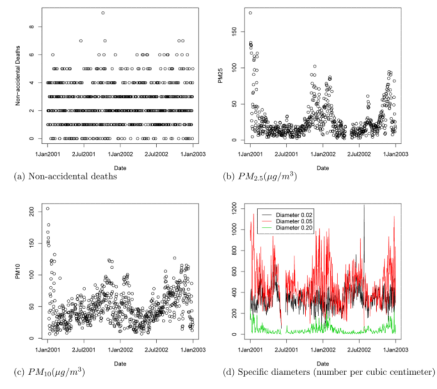 Non-accidental Deaths
0 2 4 6 8
1Jan2001 2Jul2001 1Jan2002 2Jul2002 1Jan2003
Date
(a) Non-accidental deaths
PM25
0 50 100 150
1Jan2001 2Jul2001 1Jan2002 2Jul2002 1Jan2003
Date
(b) PM2.5(μg/m3)
PM10
0 50 100 150 200
1Jan2001 2Jul2001 1Jan2002 2Jul2002 1Jan2003
Date
(c) PM10(μg/m3)
Diameter 0.02
Diameter 0.05
Diameter 0.20
0 200 400 600 800 1000 1200
1Jan2001 2Jul2001 1Jan2002 2Jul2002 1Jan2003
Date
(d) Specific diameters (number per cubic centimeter)